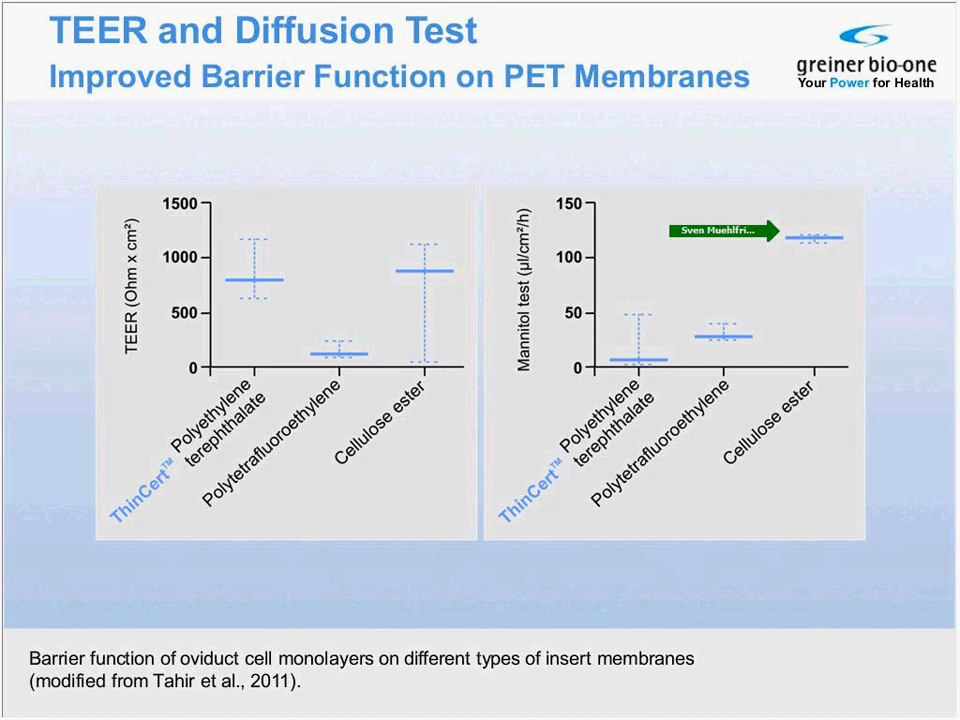 TEER and Diffusion Test
Improved Barrier Function on PET Membranes
greiner bio-one
Your Power for Health
TEER (Ohm x cm²)
1500
1000
500
0
ThinCert™ Polyethylene
terephthalate
Polytetrafluoroethylene
Cellulose ester
Mannitol test (µl/cm²/h)
150
100
50
0
Sven Muehlfri...
ThinCert™ Polyethylene
terephthalate
Polytetrafluoroethylene
Cellulose ester
Barrier function of oviduct cell monolayers on different types of insert membranes
(modified from Tahir et al., 2011).